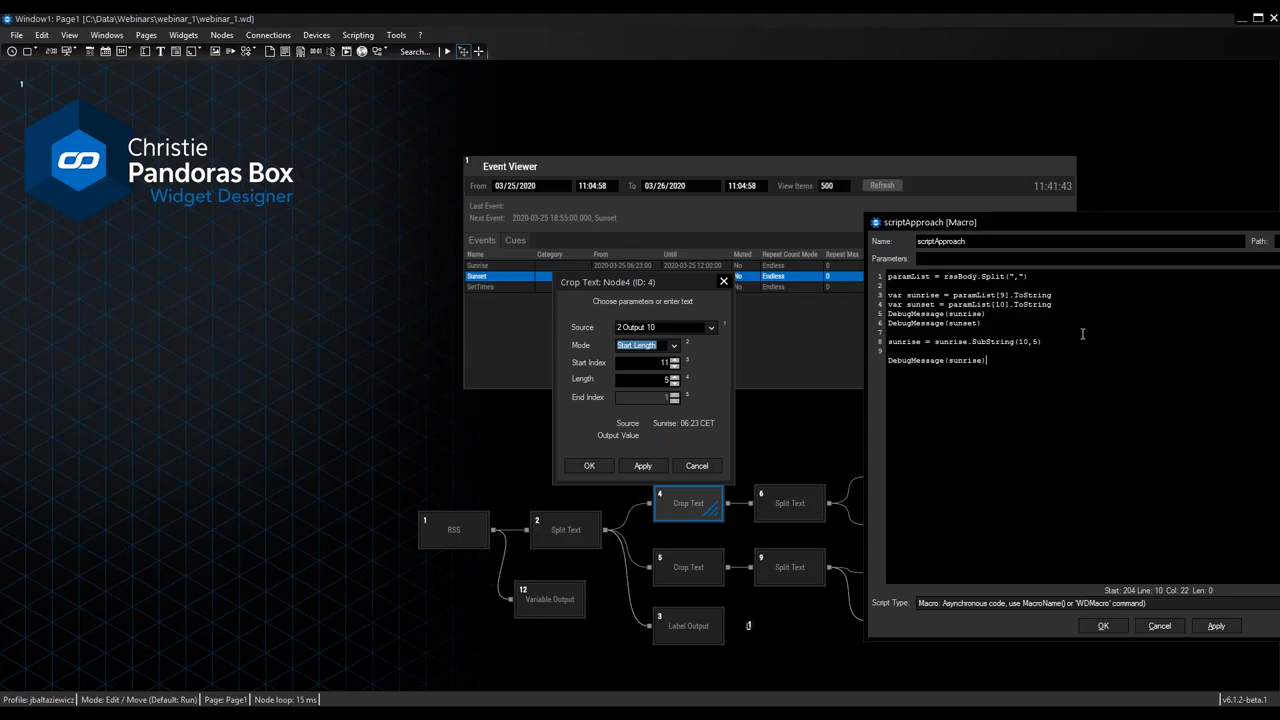 Window1: Page1 [C:\Data\Webinars\webinar_1\webinar_1.wd]
File Edit View Windows Pages Widgets Nodes Connections Devices Scripting Tools ?
Search...
1
Christie
Pandoras Box
Widget Designer
1 Event Viewer
From 03/25/2020 11:04:58 To 03/26/2020 11:04:58 View Items 500 Refresh 11:41:43
Last Event:
Next Event: 2020-03-25 18:55:00.000, Sunset
Events Cues
Name Category From Until Muted Repeat Count Mode Repeat Max
Sunrise 2020-03-25 06:23:00 2020-03-25 12:00:00 No Endless 0
Sunset No Endless 0
SetTimes No Endless 0
Crop Text: Node4 (ID: 4)
Choose parameters or enter text
Source 2 Output 10 1
Mode Start Length 2
Start Index 11 3
Length 5 4
End Index 1 5
Source Sunrise: 06:23 CET
Output Value
OK Apply Cancel
scriptApproach [Macro]
Name: scriptApproach Path:
Parameters:
1 paramList = rssBody.Split(",")
2
3 var sunrise = paramList[9].ToString
4 var sunset = paramList[10].ToString
5 DebugMessage(sunrise)
6 DebugMessage(sunset)
7
8 sunrise = sunrise.SubString(10,5)
9
DebugMessage(sunrise)
Start: 204 Line: 10 Col: 22 Len: 0
Script Type: Macro: Asynchronous code, use MacroName() or 'WDMacro' command)
OK Cancel Apply
4 Crop Text
6 Split Text
1 RSS
2 Split Text
5 Crop Text
9 Split Text
12 Variable Output
3 Label Output
Profile: jbaltaziewicz Mode: Edit / Move (Default: Run) Page: Page1 Node loop: 15 ms v6.1.2-beta.1